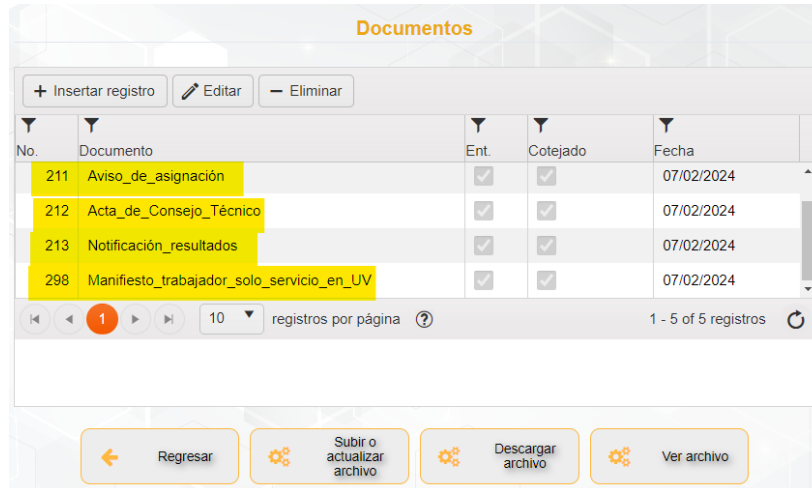 Documentos
+ Insertar registro Editar − Eliminar
No. Documento Ent. Cotejado Fecha
211 Aviso_de_asignación 07/02/2024
212 Acta_de_Consejo_Técnico 07/02/2024
213 Notificación_resultados 07/02/2024
298 Manifiesto_trabajador_solo_servicio_en_UV 07/02/2024
1 10 registros por página ? 1 - 5 of 5 registros
Regresar
Subir o
actualizar
archivo
Descargar
archivo
Ver archivo